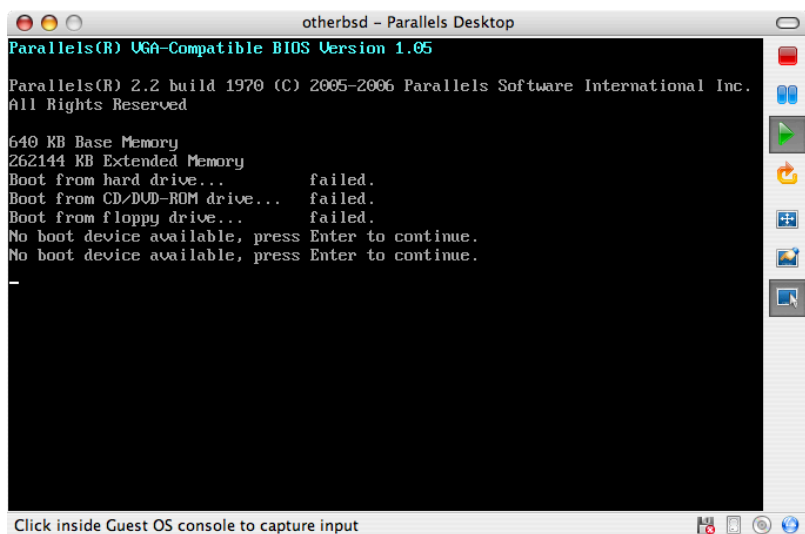 otherbsd – Parallels Desktop
Parallels(R) VGA-Compatible BIOS Version 1.05
Parallels(R) 2.2 build 1970 (C) 2005-2006 Parallels Software International Inc.
All Rights Reserved
640 KB Base Memory
262144 KB Extended Memory
Boot from hard drive... failed.
Boot from CD/DVD-ROM drive... failed.
Boot from floppy drive... failed.
No boot device available, press Enter to continue.
No boot device available, press Enter to continue.
Click inside Guest OS console to capture input